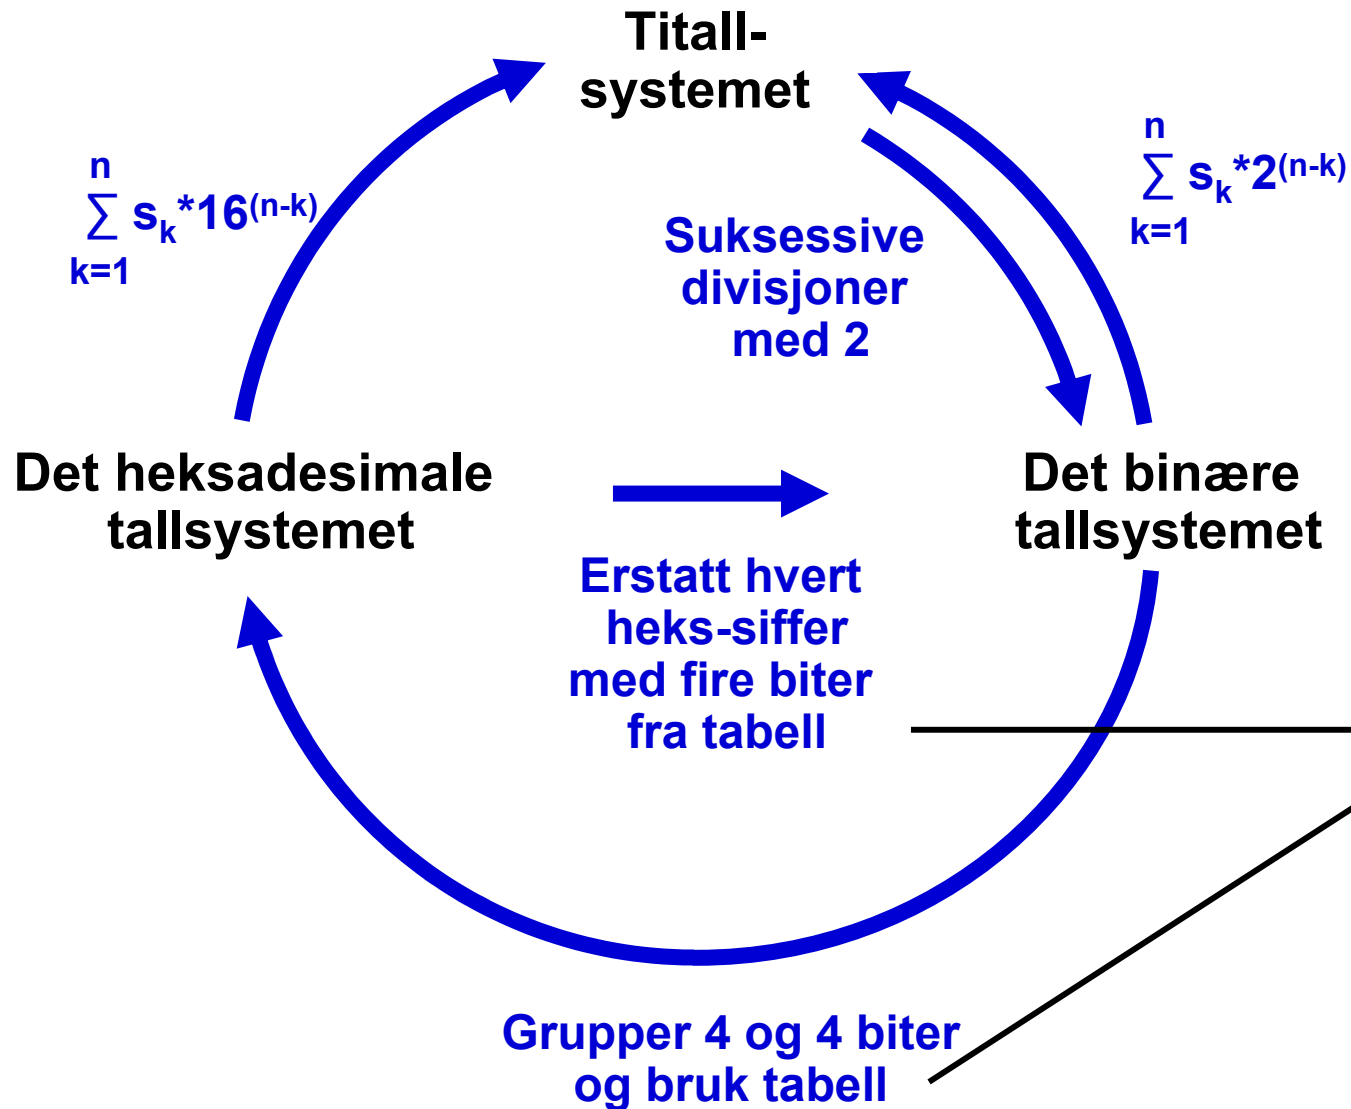 Titall-
systemet
n
∑ sₖ*16⁽ⁿ⁻ᵏ⁾
k=1
n
∑ sₖ*2⁽ⁿ⁻ᵏ⁾
k=1
Suksessive
divisjoner
med 2
Det heksadesimale
tallsystemet
Det binære
tallsystemet
Erstatt hvert
heks-siffer
med fire biter
fra tabell
Grupper 4 og 4 biter
og bruk tabell